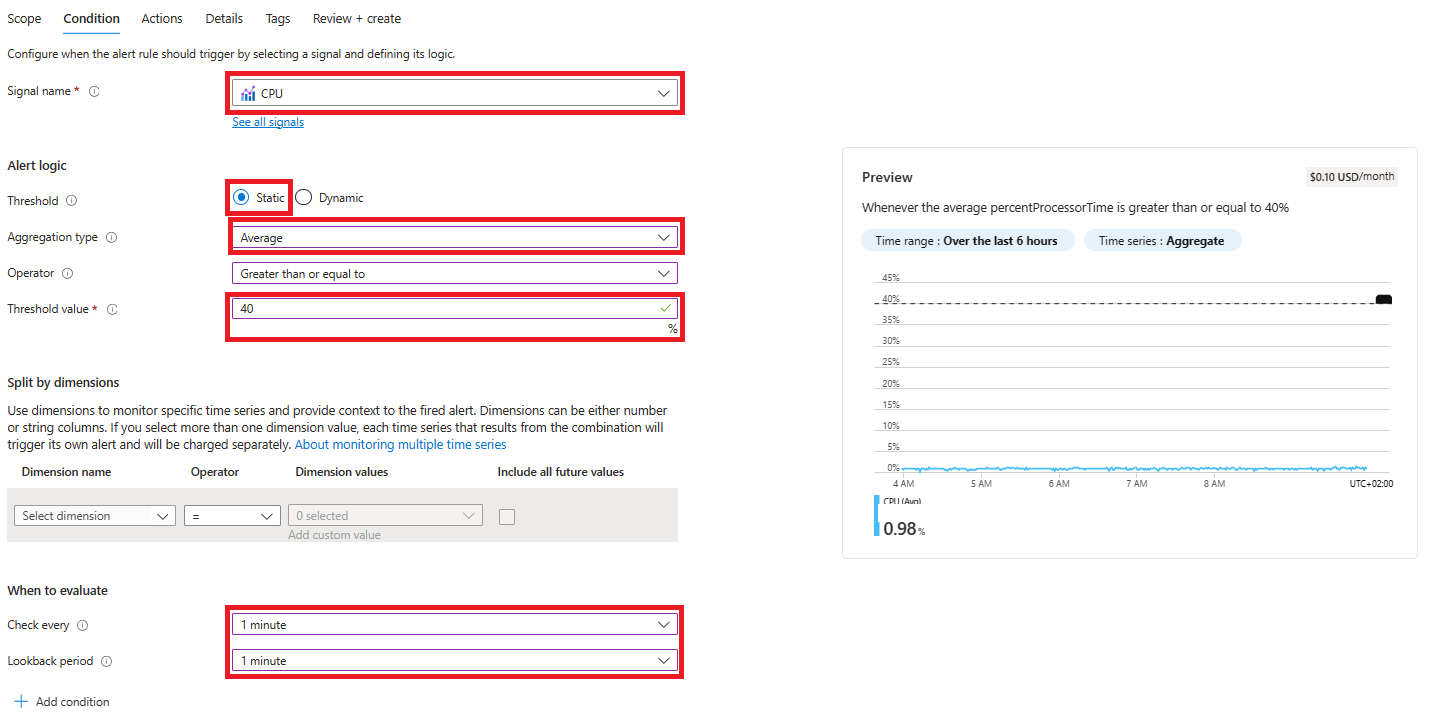 Scope Condition Actions Details Tags Review + create
Configure when the alert rule should trigger by selecting a signal and defining its logic.
Signal name *
CPU
See all signals
Alert logic
Threshold
Static Dynamic
Aggregation type
Average
Operator
Greater than or equal to
Threshold value *
40
%
Split by dimensions
Use dimensions to monitor specific time series and provide context to the fired alert. Dimensions can be either number
or string columns. If you select more than one dimension value, each time series that results from the combination will
trigger its own alert and will be charged separately. About monitoring multiple time series
Dimension name Operator Dimension values Include all future values
Select dimension = 0 selected
Add custom value
When to evaluate
Check every
1 minute
Lookback period
1 minute
+ Add condition
Preview
$0.10 USD/month
Whenever the average percentProcessorTime is greater than or equal to 40%
Time range : Over the last 6 hours Time series : Aggregate
45%
40%
35%
30%
25%
20%
15%
10%
5%
0%
4 AM 5 AM 6 AM 7 AM 8 AM UTC+02:00
CPU (Avg)
0.98 %